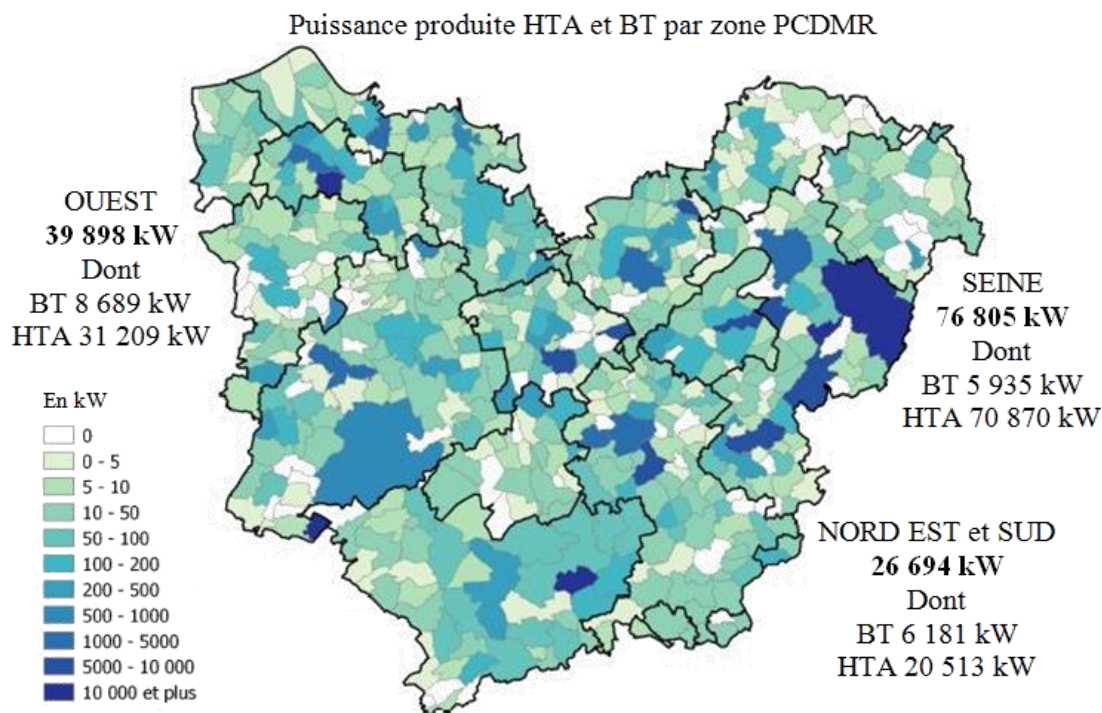 Puissance produite HTA et BT par zone PCDMR
OUEST
39 898 kW
Dont
BT 8 689 kW
HTA 31 209 kW
SEINE
76 805 kW
Dont
BT 5 935 kW
HTA 70 870 kW
En kW
0
0 - 5
5 - 10
10 - 50
50 - 100
100 - 200
200 - 500
500 - 1000
1000 - 5000
5000 - 10 000
10 000 et plus
NORD EST et SUD
26 694 kW
Dont
BT 6 181 kW
HTA 20 513 kW